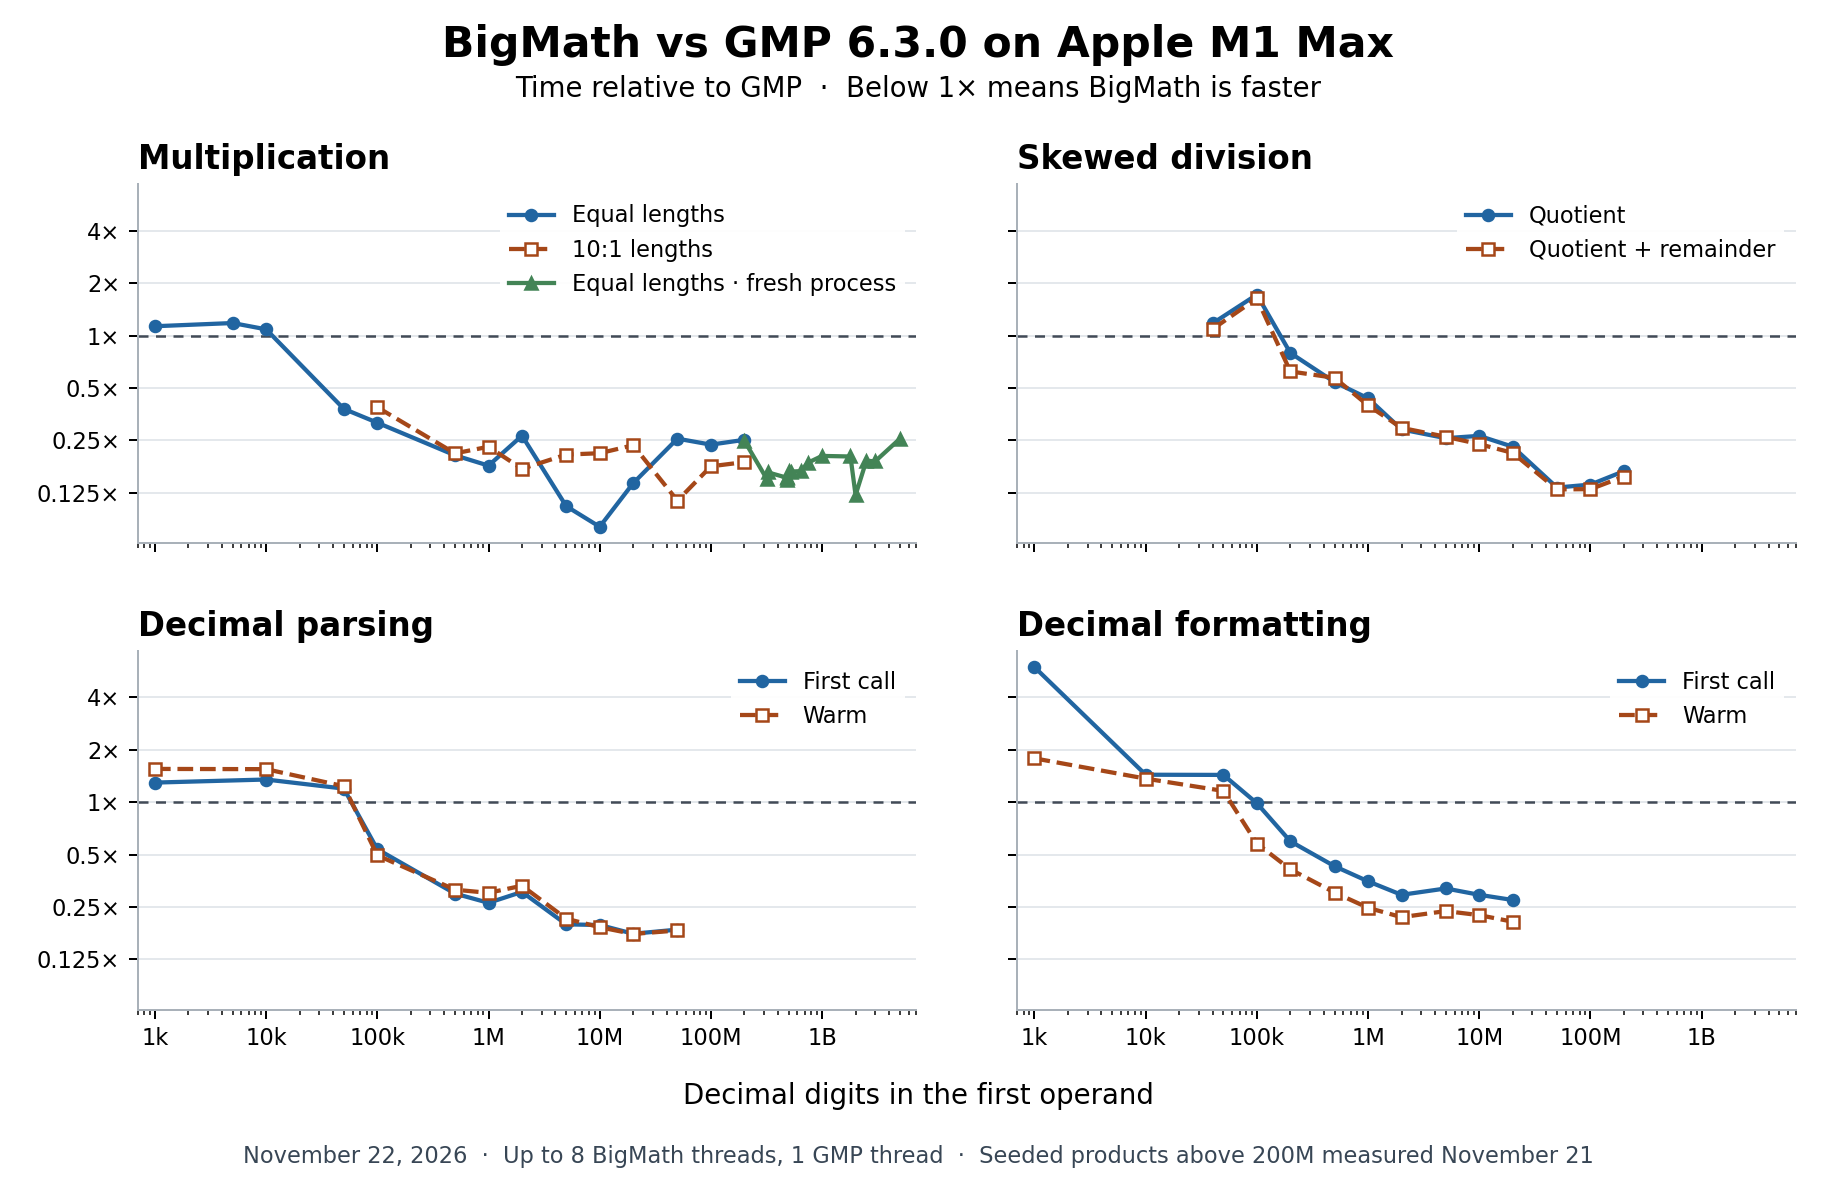 BigMath vs GMP 6.3.0 on Apple M1 Max
Time relative to GMP · Below 1× means BigMath is faster
Multiplication
Equal lengths
10:1 lengths
Equal lengths · fresh process
4×
2×
1×
0.5×
0.25×
0.125×
Skewed division
Quotient
Quotient + remainder
Decimal parsing
First call
Warm
4×
2×
1×
0.5×
0.25×
0.125×
1k 10k 100k 1M 10M 100M 1B
Decimal formatting
First call
Warm
1k 10k 100k 1M 10M 100M 1B
Decimal digits in the first operand
November 22, 2026 · Up to 8 BigMath threads, 1 GMP thread · Seeded products above 200M measured November 21